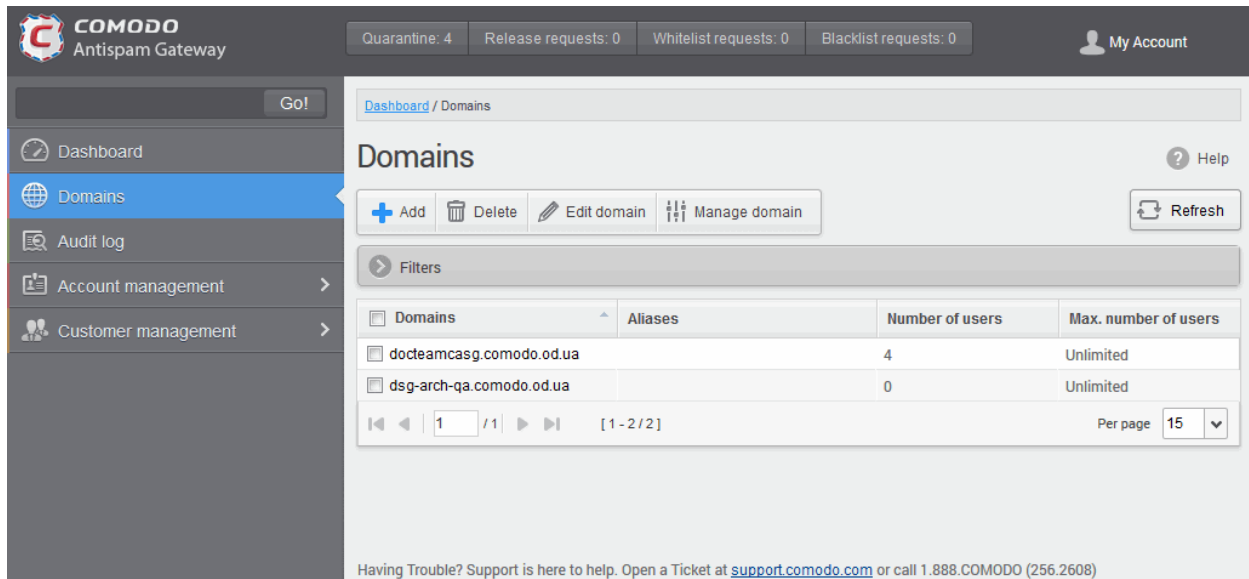 COMODO
Antispam Gateway
Quarantine: 4 Release requests: 0 Whitelist requests: 0 Blacklist requests: 0
My Account
Go!
Dashboard
Domains
Audit log
Account management
Customer management
Dashboard / Domains
Domains
Help
Add Delete Edit domain Manage domain
Refresh
Filters
Domains Aliases Number of users Max. number of users
docteamcasg.comodo.od.ua 4 Unlimited
dsg-arch-qa.comodo.od.ua 0 Unlimited
1 / 1 [ 1 - 2 / 2 ] Per page 15
Having Trouble? Support is here to help. Open a Ticket at support.comodo.com or call 1.888.COMODO (256.2608)